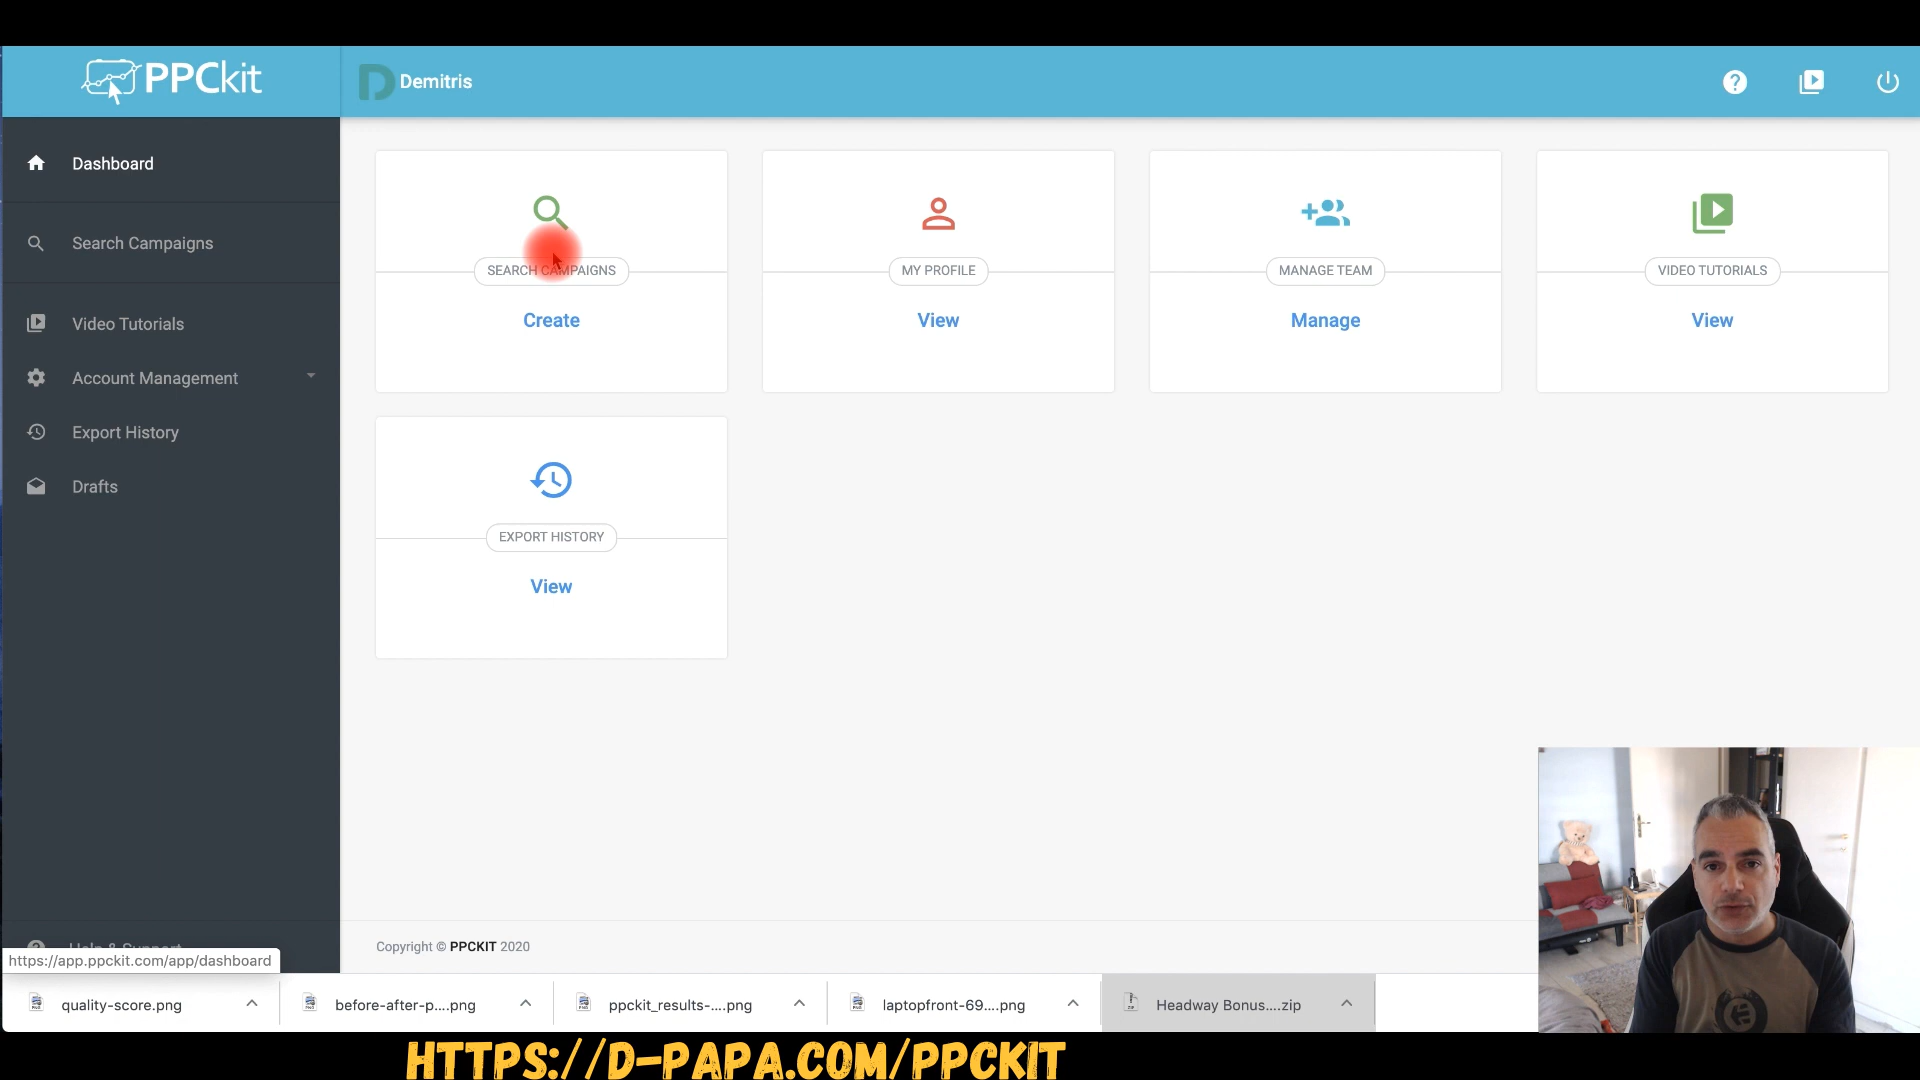 PPCkit
Demitris
Dashboard
Search Campaigns
Video Tutorials
Account Management
Export History
Drafts
Help & Support
SEARCH CAMPAIGNS
Create
MY PROFILE
View
MANAGE TEAM
Manage
VIDEO TUTORIALS
View
EXPORT HISTORY
View
Copyright © PPCKIT 2020
https://app.ppckit.com/app/dashboard
quality-score.png
before-after-p....png
ppckit_results-....png
laptopfront-69....png
Headway Bonus....zip
HTTPS://D-PAPA.COM/PPCKIT